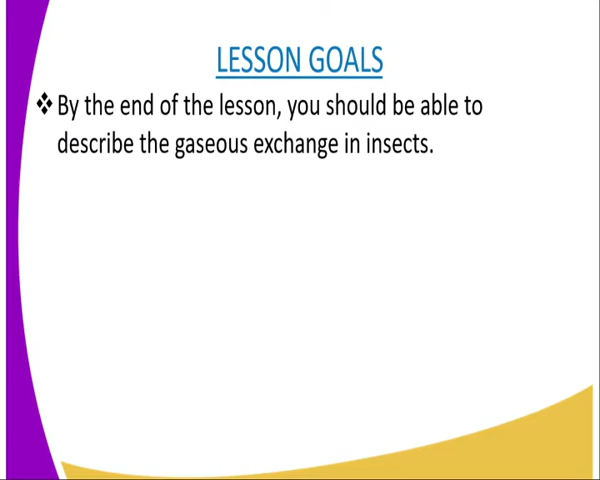 LESSON GOALS
❖ By the end of the lesson, you should be able to
describe the gaseous exchange in insects.